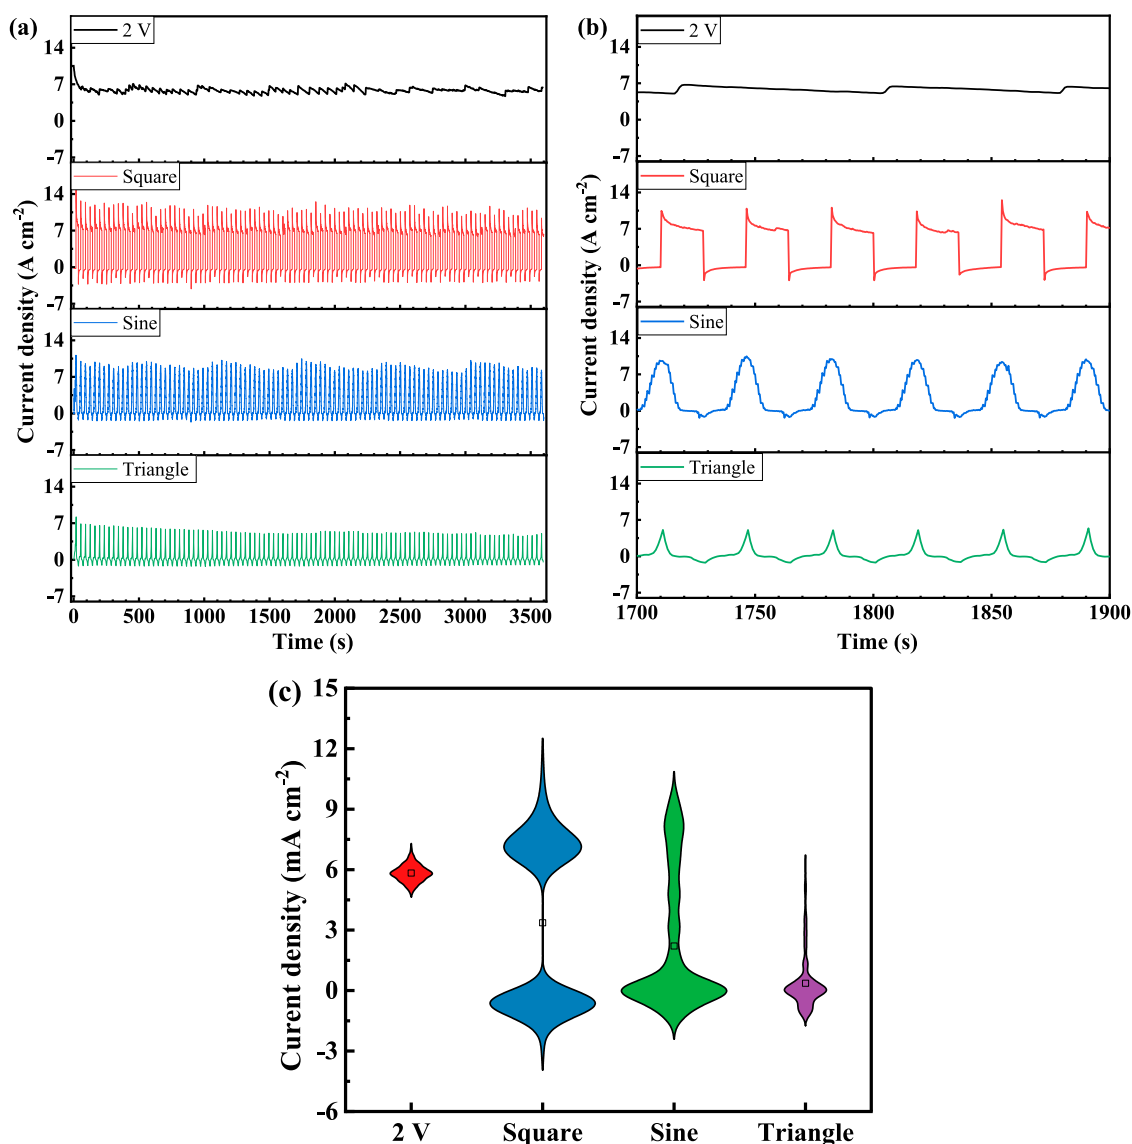 (a)
2 V
14
7
0
-7
Square
14
7
0
-7
Sine
14
7
0
-7
Triangle
14
7
0
-7
0 500 1000 1500 2000 2500 3000 3500
Time (s)
Current density (A cm-2)
(b)
2 V
14
7
0
-7
Square
14
7
0
-7
Sine
14
7
0
-7
Triangle
14
7
0
-7
1700 1750 1800 1850 1900
Time (s)
Current density (A cm-2)
(c)
15
12
9
6
3
0
-3
-6
Curent density (mA cm-2)
2 V Square Sine Triangle